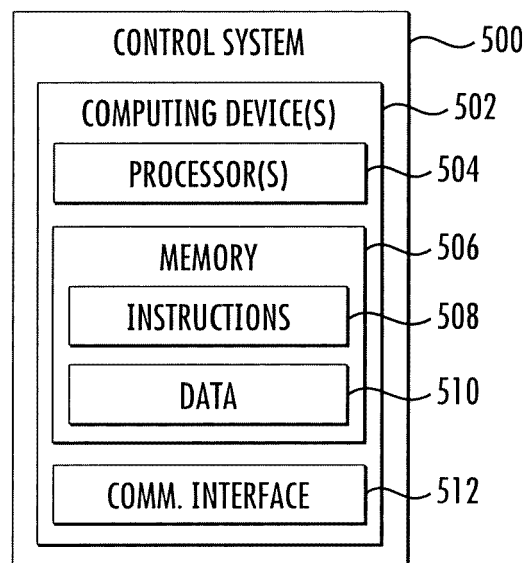 CONTROL SYSTEM 500
COMPUTING DEVICE(S) 502
PROCESSOR(S) 504
MEMORY 506
INSTRUCTIONS 508
DATA 510
COMM. INTERFACE 512